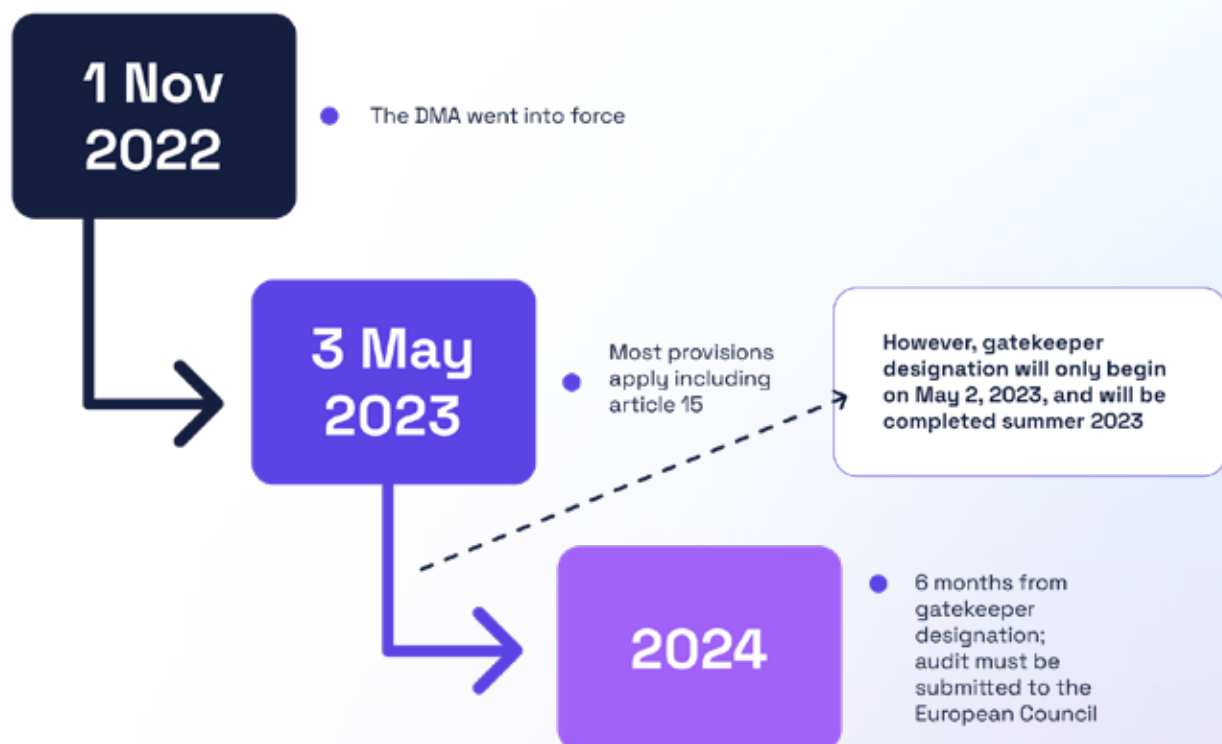 1 Nov
2022
The DMA went into force
3 May
2023
Most provisions
apply including
article 15
However, gatekeeper
designation will only begin
on May 2, 2023, and will be
completed summer 2023
2024
6 months from
gatekeeper
designation;
audit must be
submitted to the
European Council